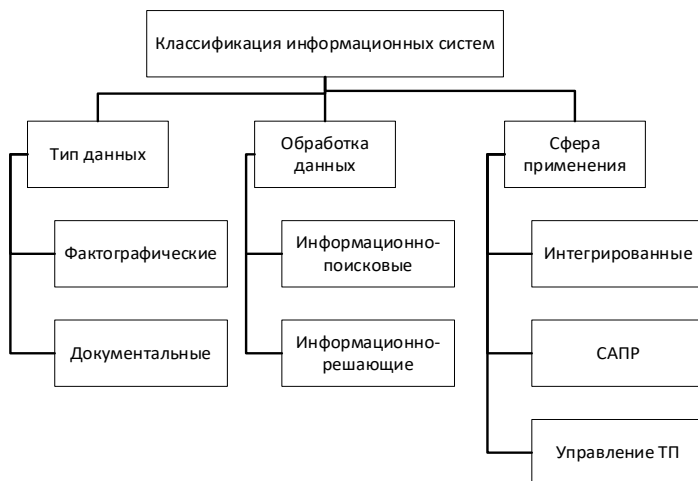 Классификация информационных систем
Тип данных
Обработка
данных
Сфера
применения
Фактографические
Информационно-
поисковые
Интегрированные
Документальные
Информационно-
решающие
САПР
Управление ТП